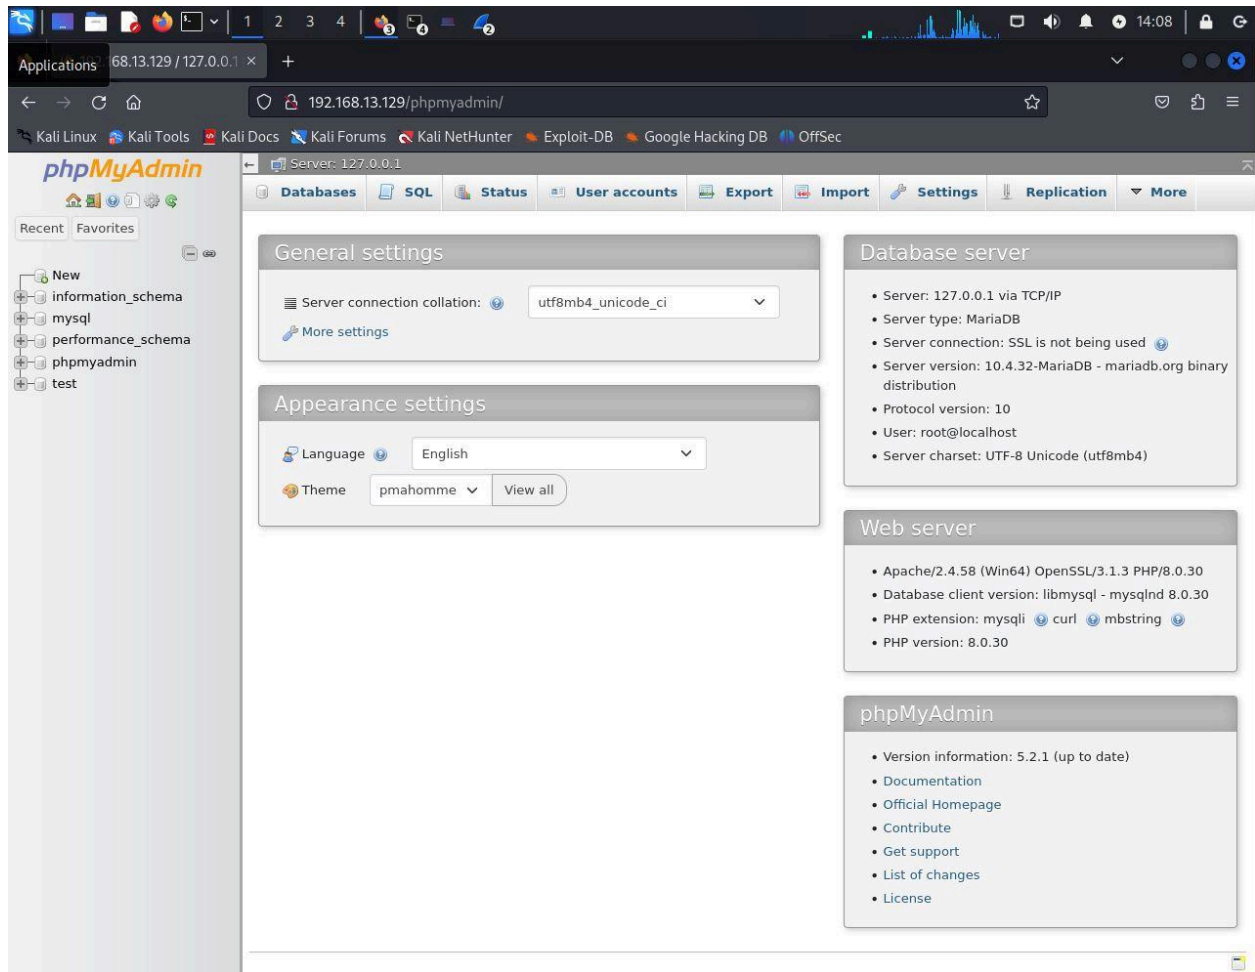 1 2 3 4 14:08
Applications
68.13.129 / 127.0.0.1
192.168.13.129/phpmyadmin/
Kali Linux Kali Tools Kali Docs Kali Forums Kali NetHunter Exploit-DB Google Hacking DB OffSec
phpMyAdmin
Recent Favorites
New
information_schema
mysql
performance_schema
phpmyadmin
test
Server: 127.0.0.1
Databases SQL Status User accounts Export Import Settings Replication More
General settings
Server connection collation: utf8mb4_unicode_ci
More settings
Appearance settings
Language English
Theme pmahomme View all
Database server
• Server: 127.0.0.1 via TCP/IP
• Server type: MariaDB
• Server connection: SSL is not being used
• Server version: 10.4.32-MariaDB - mariadb.org binary
distribution
• Protocol version: 10
• User: root@localhost
• Server charset: UTF-8 Unicode (utf8mb4)
Web server
• Apache/2.4.58 (Win64) OpenSSL/3.1.3 PHP/8.0.30
• Database client version: libmysql - mysqlnd 8.0.30
• PHP extension: mysqli curl mbstring
• PHP version: 8.0.30
phpMyAdmin
• Version information: 5.2.1 (up to date)
• Documentation
• Official Homepage
• Contribute
• Get support
• List of changes
• License